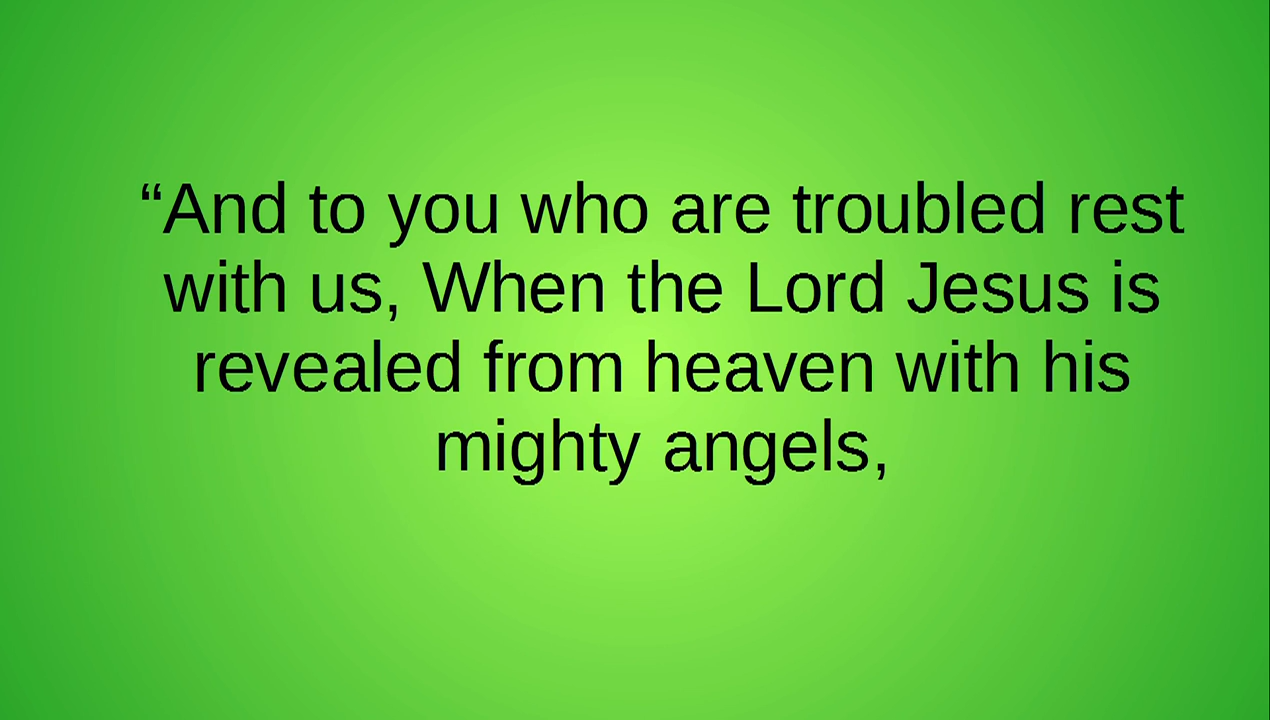 “And to you who are troubled rest
with us, When the Lord Jesus is
revealed from heaven with his
mighty angels,